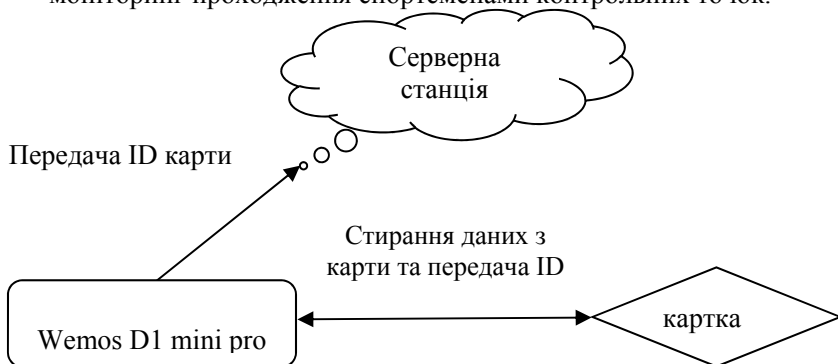 моніторинг проходження спортсменами контрольних точок.
Серверна
станція
Передача ID карти
Стирання даних з
карти та передача ID
Wemos D1 mini pro
картка